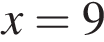 x = 9